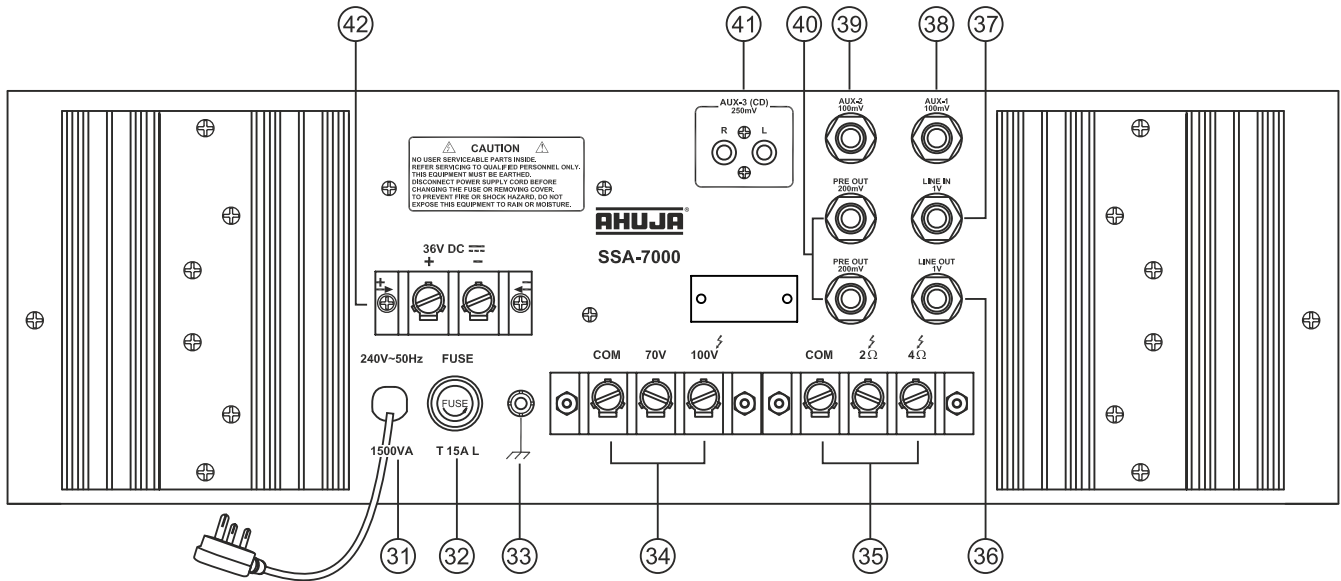 42 41 40 39 38 37
AUX-3 (CD)
250mV
R L
AUX-2
100mV
AUX-1
100mV
CAUTION
NO USER SERVICEABLE PARTS INSIDE.
REFER SERVICING TO QUALIFIED PERSONNEL ONLY.
THIS EQUIPMENT MUST BE EARTHED.
DISCONNECT POWER SUPPLY CORD BEFORE
CHANGING THE FUSE OR REMOVING COVER.
TO PREVENT FIRE OR SHOCK HAZARD, DO NOT
EXPOSE THIS EQUIPMENT TO RAIN OR MOISTURE.
PRE OUT
200mV
LINE IN
1V
AHUJA®
SSA-7000
36V DC
+ −
+ −
PRE OUT
200mV
LINE OUT
1V
240V~50Hz FUSE
COM 70V 100V COM 2Ω 4Ω
FUSE
1500VA T 15A L
31 32 33 34 35 36